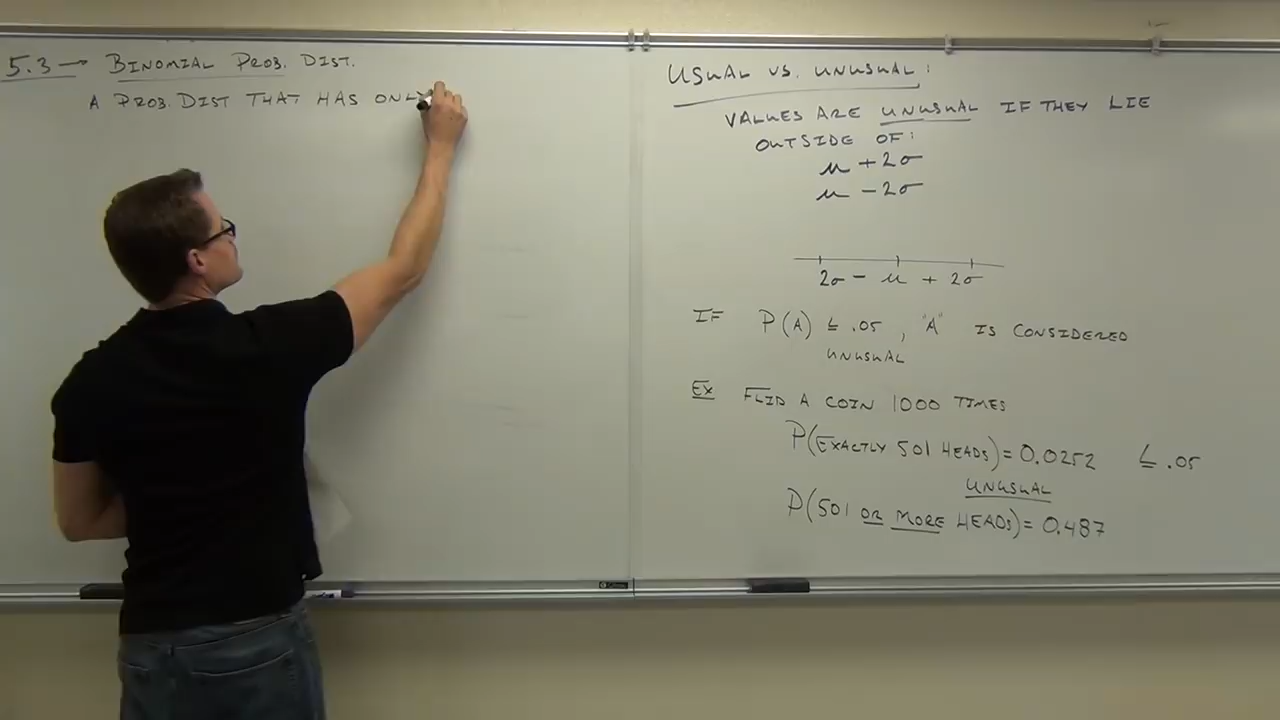 5.3 → BINOMIAL PROB. DIST.
A PROB. DIST THAT HAS ONLY
USUAL VS. UNUSUAL:
VALUES ARE UNUSUAL IF THEY LIE
OUTSIDE OF:
μ + 2σ
μ - 2σ
2σ - μ + 2σ
IF P(A) ≤ .05, "A" IS CONSIDERED
UNUSUAL
EX FLIP A COIN 1000 TIMES
P(EXACTLY 501 HEADS) = 0.0252 ≤ .05
UNUSUAL
P(501 OR MORE HEADS) = 0.487